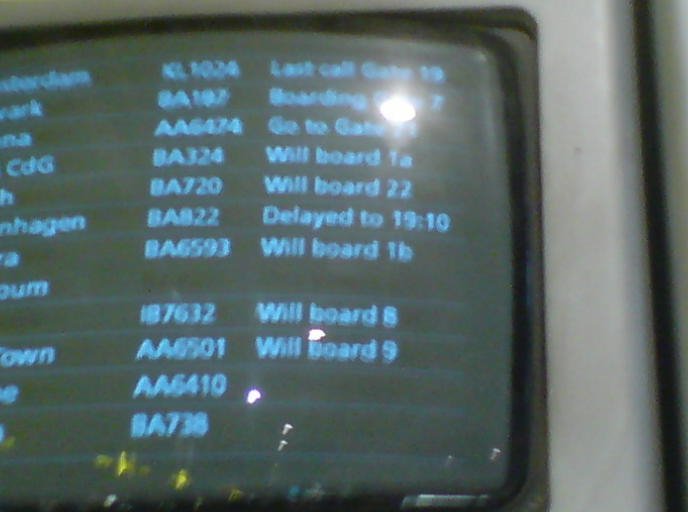 sterdam KL1024 Last call Gate 19
wark BA187 Boarding 7
nna AA6474 Go to Gate
CdG BA324 Will board 1a
h BA720 Will board 22
nhagen BA822 Delayed to 19:10
ra BA6593 Will board 1b
oum
IB7632 Will board 8
Town AA6501 Will board 9
e AA6410
BA738